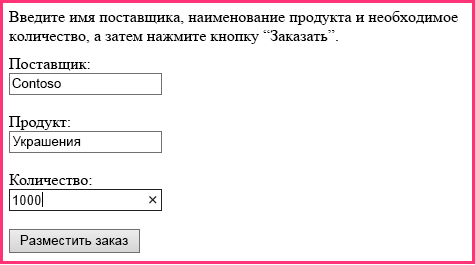 Введите имя поставщика, наименование продукта и необходимое
количество, а затем нажмите кнопку “Заказать”.
Поставщик:
Contoso
Продукт:
Украшения
Количество:
1000
Разместить заказ